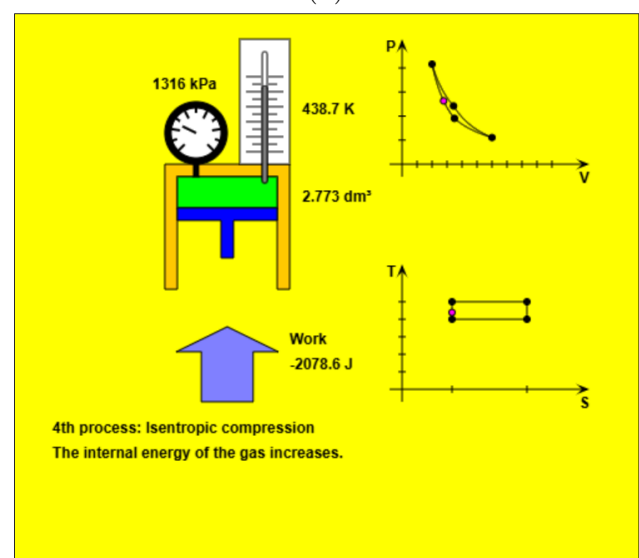 P
1316 kPa
438.7 K
V
2.773 dm³
T
Work
-2078.6 J
S
4th process: Isentropic compression
The internal energy of the gas increases.